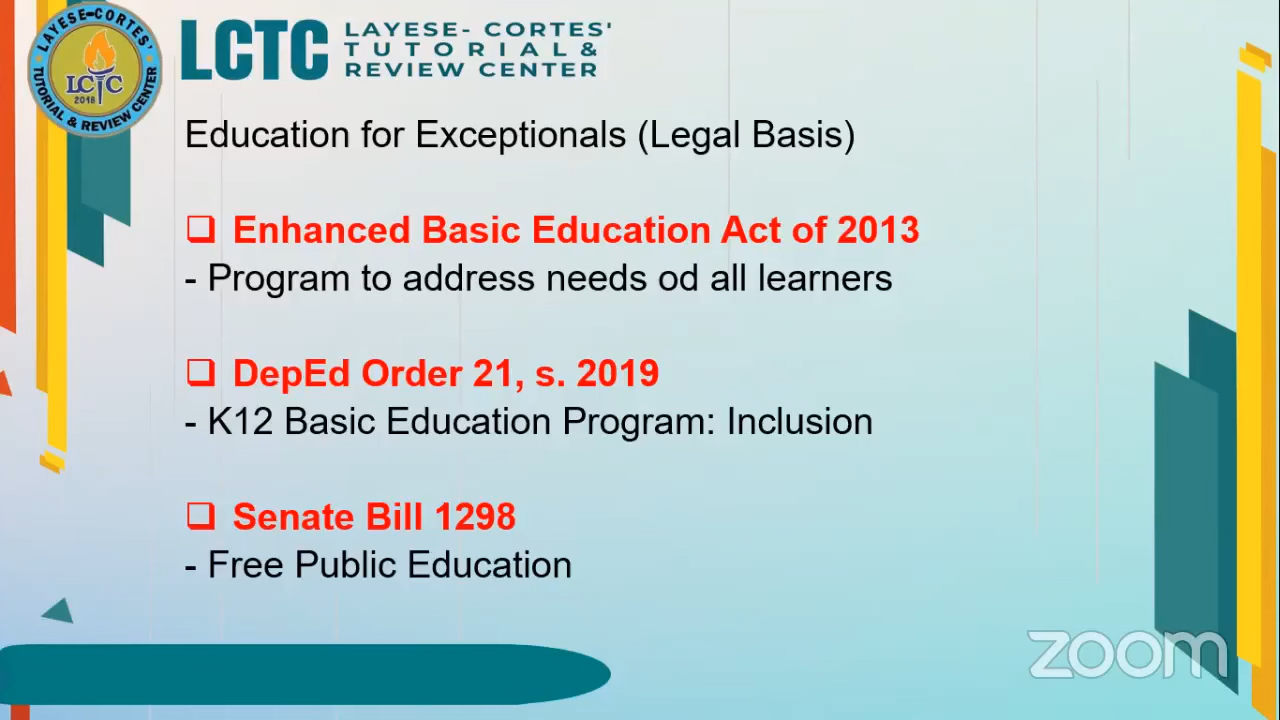 LAYESE-CORTES'
LCTC
2018
TUTORIAL & REVIEW CENTER
LCTC
LAYESE- CORTES'
TUTORIAL &
REVIEW CENTER
Education for Exceptionals (Legal Basis)
Enhanced Basic Education Act of 2013
- Program to address needs od all learners
DepEd Order 21, s. 2019
- K12 Basic Education Program: Inclusion
Senate Bill 1298
- Free Public Education
zoom